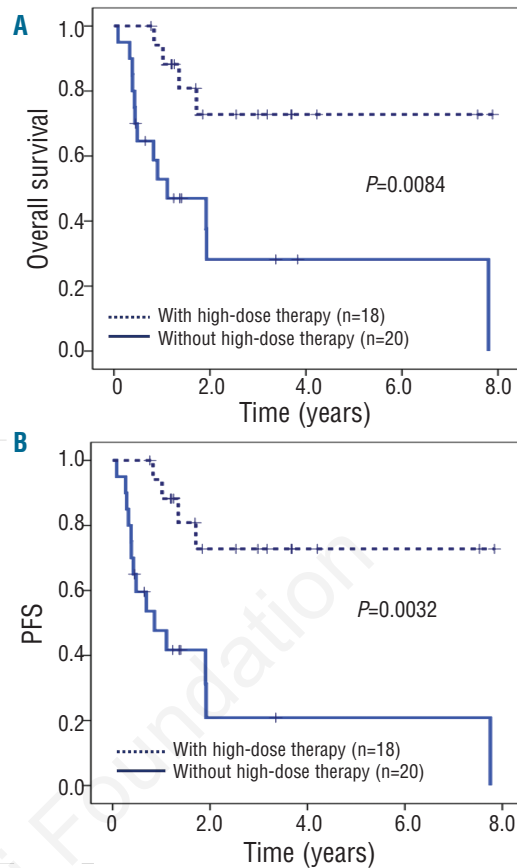 A
1.0
0.8
0.6
0.4
0.2
0.0
Overall survival
P=0.0084
With high-dose therapy (n=18)
Without high-dose therapy (n=20)
0 2.0 4.0 6.0 8.0
Time (years)
B
1.0
0.8
0.6
0.4
0.2
0.0
PFS
P=0.0032
With high-dose therapy (n=18)
Without high-dose therapy (n=20)
0 2.0 4.0 6.0 8.0
Time (years)
Foundation